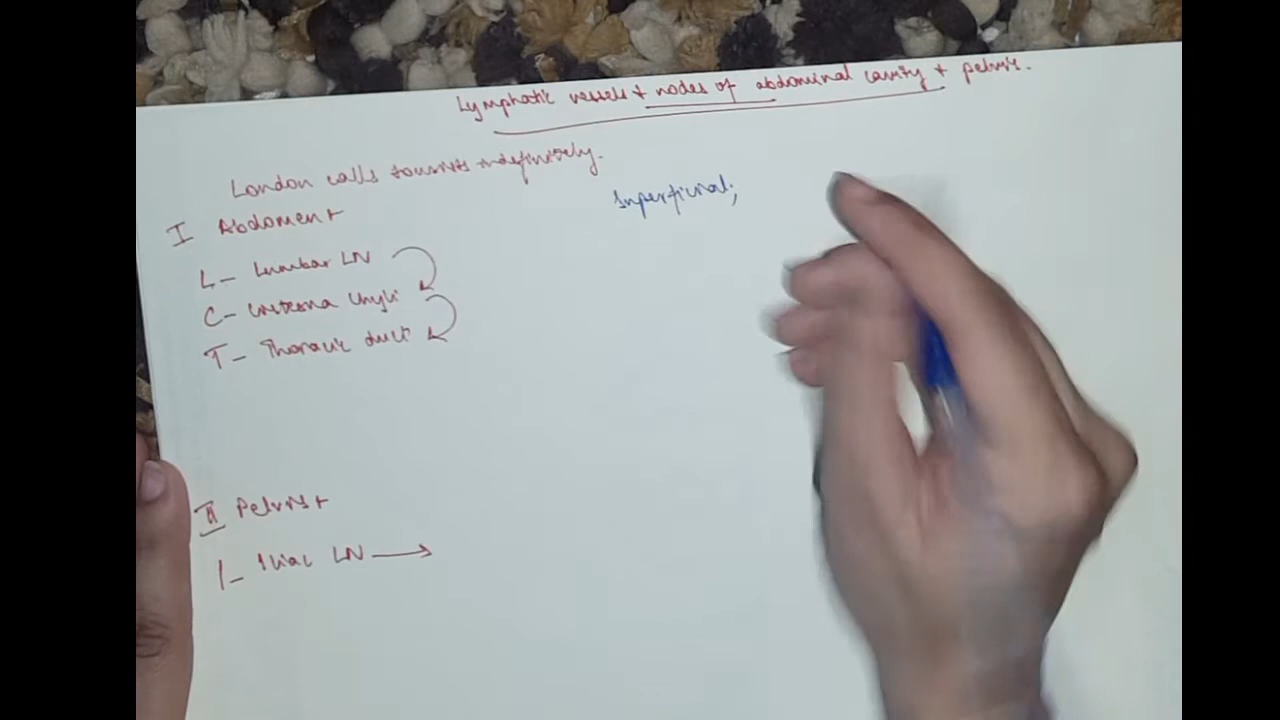 Lymphatic vessels + nodes of abdominal cavity + pelvis.
London calls tourists indefinitely.
I Abdoment
L - Lumbar LN
C - Cisterna Chyli
T - Thoracic duct
Superficial;
II Pelvis +
I - Iliac LN →